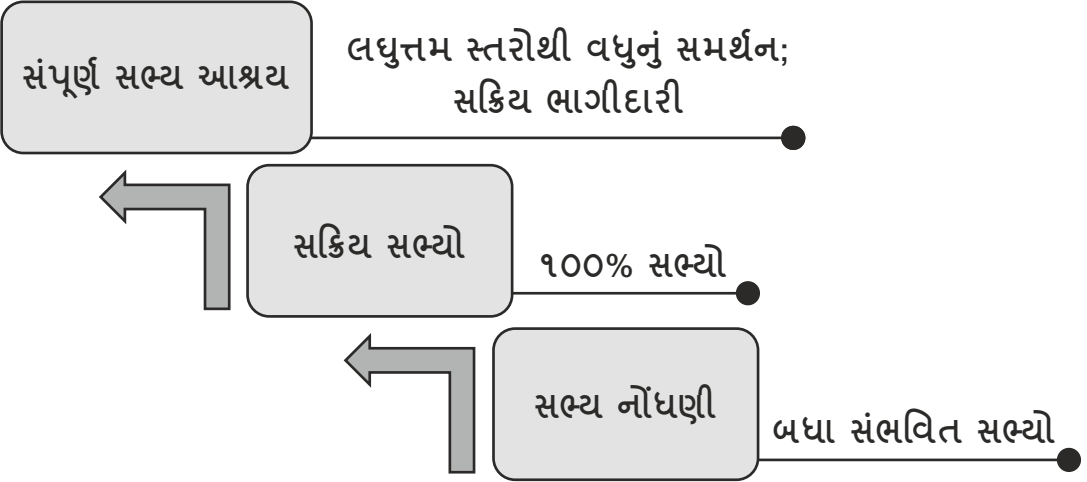 સંપૂર્ણ સભ્ય આશ્રય
લઘુત્તમ સ્તરોથી વધુનું સમર્થન;
સક્રિય ભાગીદારી
સક્રિય સભ્યો
૧૦૦% સભ્યો
સભ્ય નોંધણી
બધા સંભવિત સભ્યો